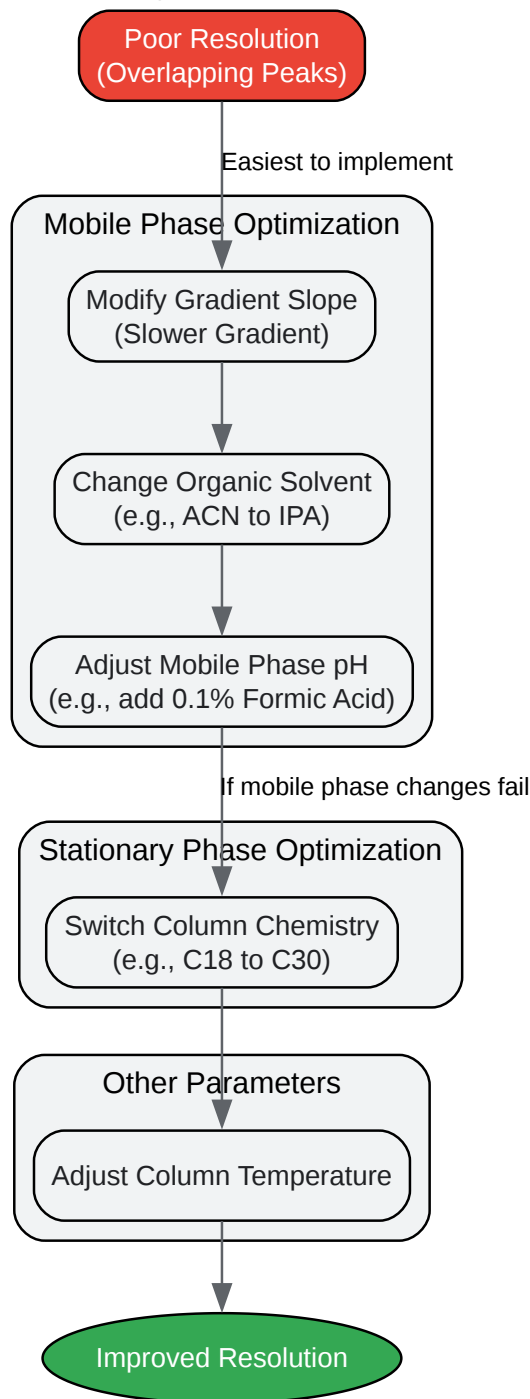 Poor Resolution
(Overlapping Peaks)
Easiest to implement
Mobile Phase Optimization
Modify Gradient Slope
(Slower Gradient)
Change Organic Solvent
(e.g., ACN to IPA)
Adjust Mobile Phase pH
(e.g., add 0.1% Formic Acid)
If mobile phase changes fail
Stationary Phase Optimization
Switch Column Chemistry
(e.g., C18 to C30)
Other Parameters
Adjust Column Temperature
Improved Resolution